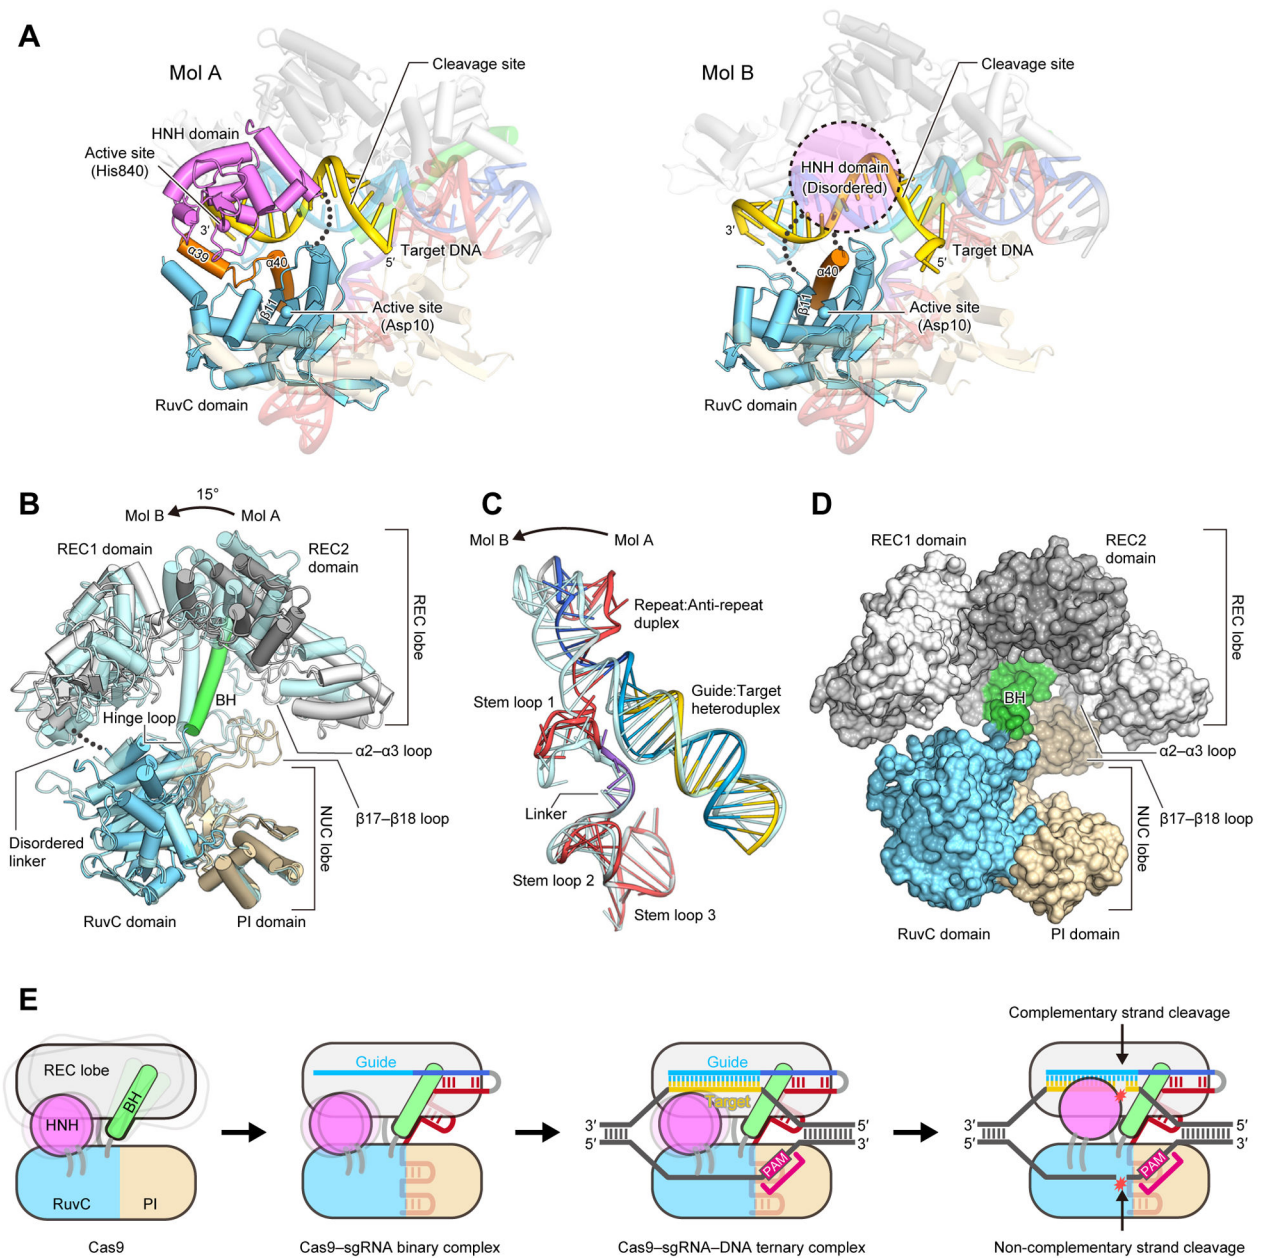 A
Mol A
Cleavage site
HNH domain
Active site
(His840)
3′
α39
α40
β11
5′
Target DNA
Active site
(Asp10)
RuvC domain
Mol B
Cleavage site
HNH domain
(Disordered)
3′
α40
β11
5′
Target DNA
Active site
(Asp10)
RuvC domain
B
15°
Mol B
Mol A
REC1 domain
REC2
domain
REC lobe
BH
Hinge loop
α2–α3 loop
β17–β18 loop
NUC lobe
Disordered
linker
RuvC domain
PI domain
C
Mol B
Mol A
Repeat:Anti-repeat
duplex
Stem loop 1
Guide:Target
heteroduplex
Linker
Stem loop 2
Stem loop 3
D
REC1 domain
REC2
domain
REC lobe
BH
α2–α3 loop
β17–β18 loop
NUC lobe
RuvC domain
PI domain
E
REC lobe
BH
HNH
RuvC
PI
Cas9
Guide
Cas9–sgRNA binary complex
Guide
Target
3′
5′
5′
3′
PAM
Cas9–sgRNA–DNA ternary complex
Complementary strand cleavage
3′
5′
5′
3′
PAM
Non-complementary strand cleavage